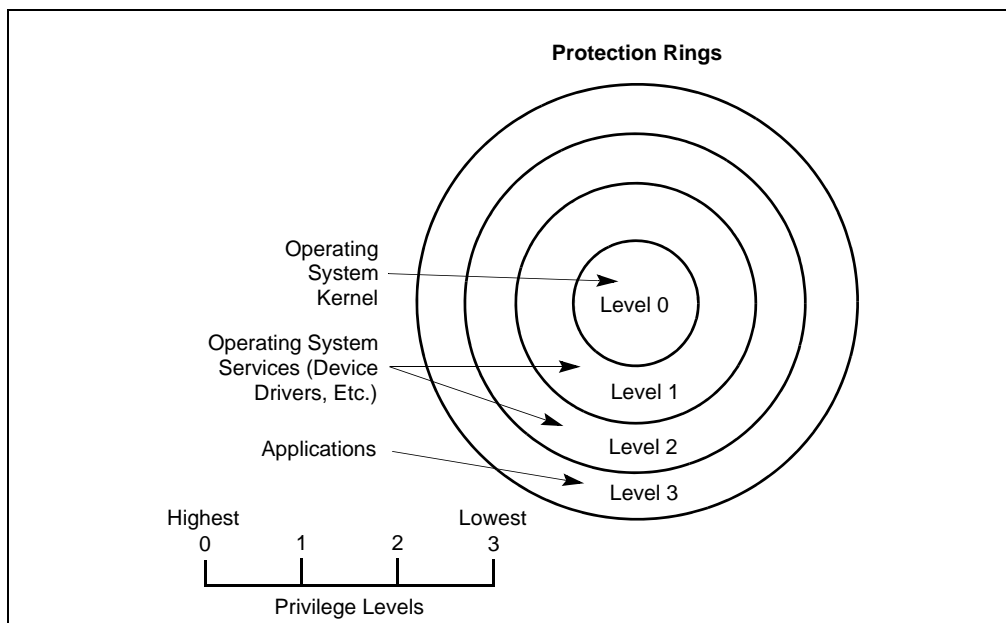 Protection Rings
Operating
System
Kernel
Level 0
Operating System
Services (Device
Drivers, Etc.)
Level 1
Applications
Level 2
Level 3
Highest
Lowest
0
1
2
3
Privilege Levels